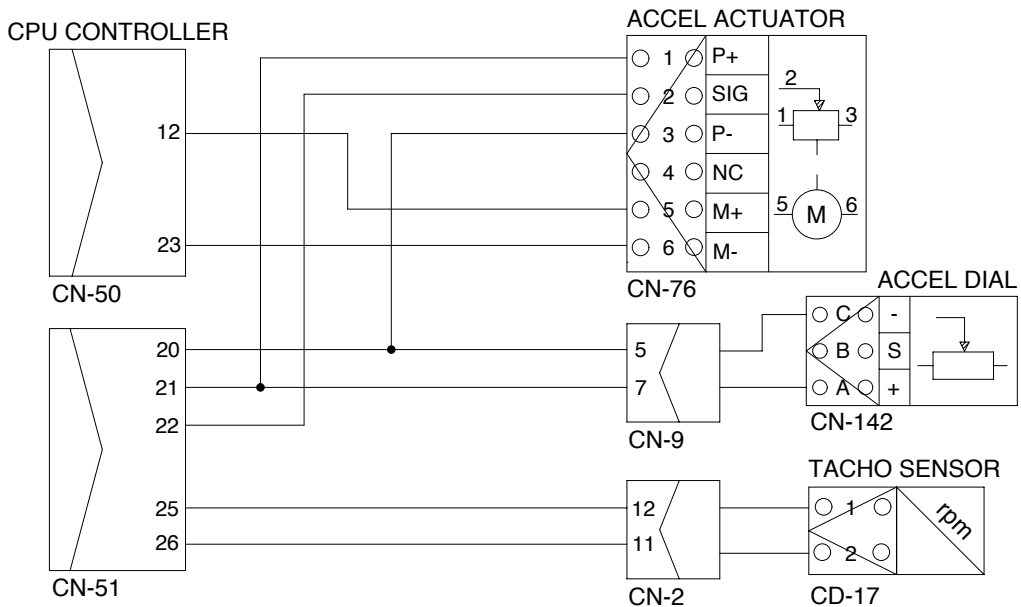 CPU CONTROLLER
12
23
CN-50
20
21
22
25
26
CN-51
ACCEL ACTUATOR
1 P+
2 SIG
3 P-
4 NC
5 M+
6 M-
2
1 3
5 M 6
CN-76
5
7
CN-9
ACCEL DIAL
C -
B S
A +
CN-142
12
11
CN-2
TACHO SENSOR
1
2
rpm
CD-17